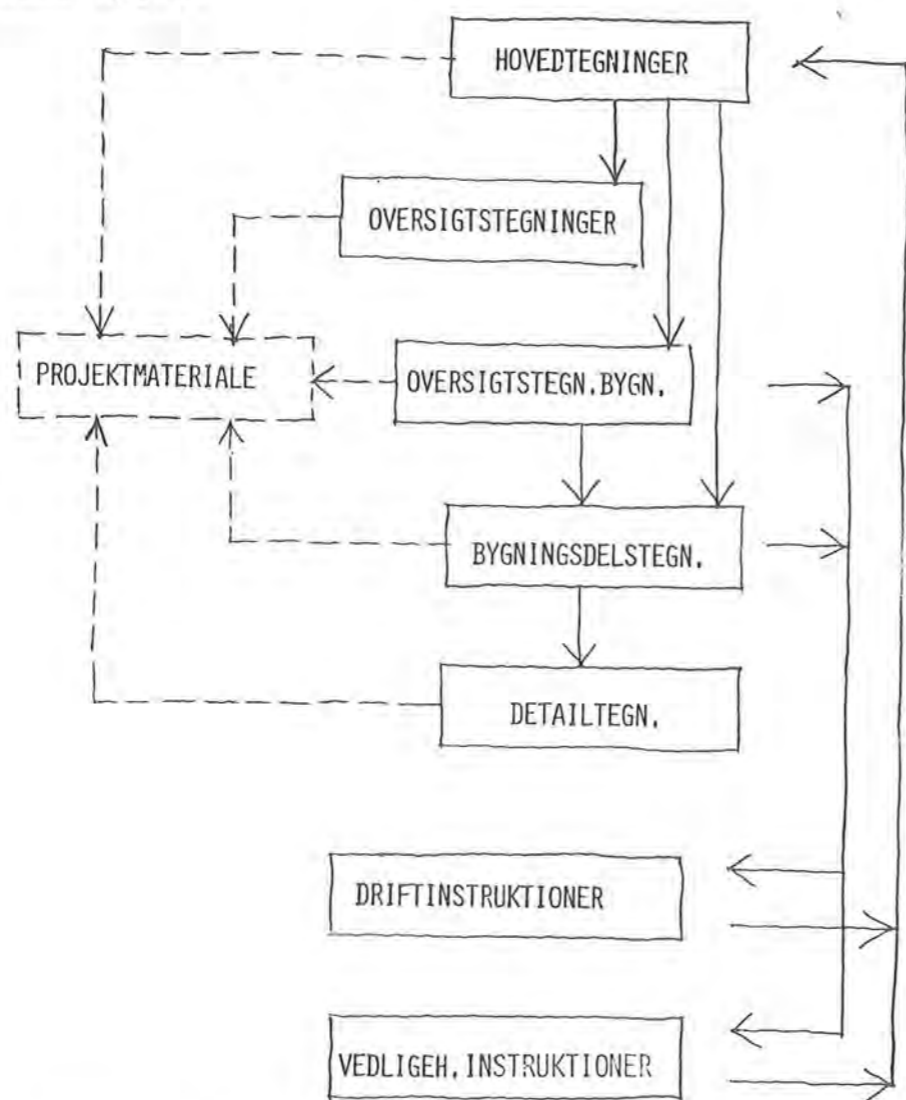 HOVEDTEGNINGER
OVERSIGTSTEGNINGER
PROJEKTMATERIALE
OVERSIGTSTEGN.BYGN.
BYGNINGSDELSTEGN.
DETAILTEGN.
DRIFTINSTRUKTIONER
VEDLIGEH.INSTRUKTIONER